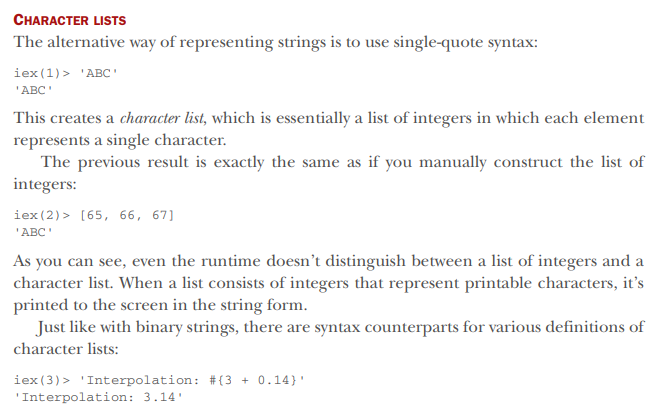 CHARACTER LISTS
The alternative way of representing strings is to use single-quote syntax:
iex(1)> 'ABC'
'ABC'
This creates a character list, which is essentially a list of integers in which each element
represents a single character.
The previous result is exactly the same as if you manually construct the list of
integers:
iex(2)> [65, 66, 67]
'ABC'
As you can see, even the runtime doesn’t distinguish between a list of integers and a
character list. When a list consists of integers that represent printable characters, it’s
printed to the screen in the string form.
Just like with binary strings, there are syntax counterparts for various definitions of
character lists:
iex(3)> 'Interpolation: #{3 + 0.14}'
'Interpolation: 3.14'